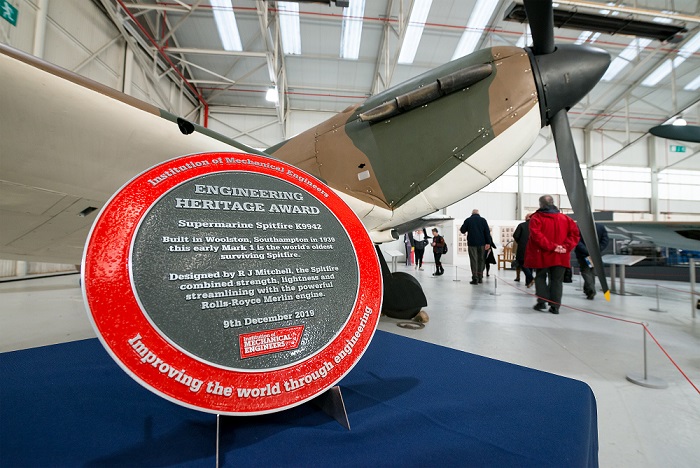 Institution of Mechanical Engineers
ENGINEERING
HERITAGE AWARD
Supermarine Spitfire K9942
Built in Woolston, Southampton in 1939
this early Mark 1 is the world's oldest
surviving Spitfire.
Designed by R J Mitchell, the Spitfire
combined strength, lightness and
streamlining with the powerful
Rolls-Royce Merlin engine.
9th December 2019
Institution of
MECHANICAL
ENGINEERS
Improving the world through engineering